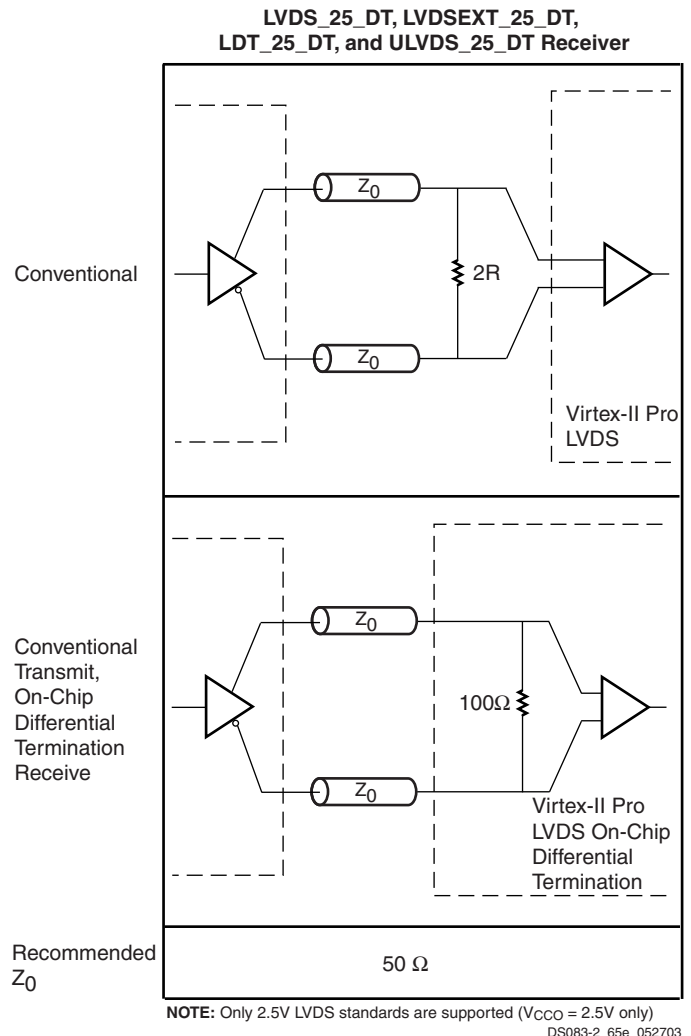 LVDS_25_DT, LVDSEXT_25_DT,
LDT_25_DT, and ULVDS_25_DT Receiver
Conventional
Z0
2R
Z0
Virtex-II Pro
LVDS
Conventional
Transmit,
On-Chip
Differential
Termination
Receive
Z0
100Ω
Z0
Virtex-II Pro
LVDS On-Chip
Differential
Termination
Recommended
Z0
50 Ω
NOTE: Only 2.5V LVDS standards are supported (VCCO = 2.5V only)
DS083-2_65e_052703